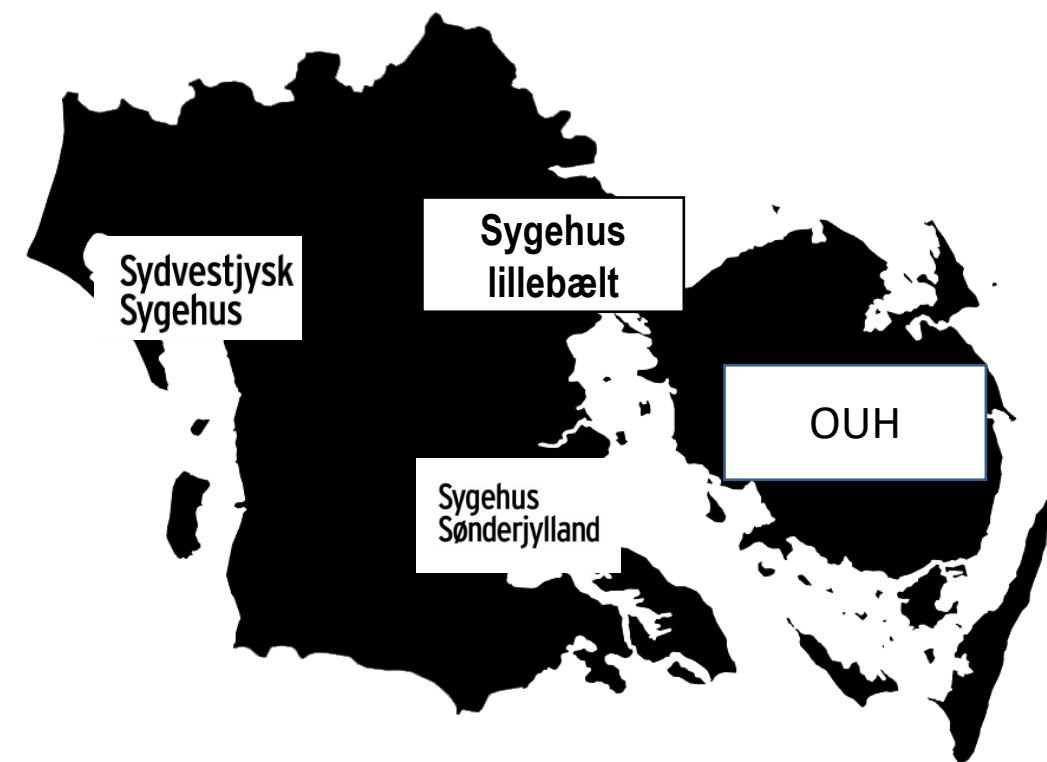 Sygehus
lillebælt
Sydvestjysk
Sygehus
OUH
Sygehus
Sønderjylland